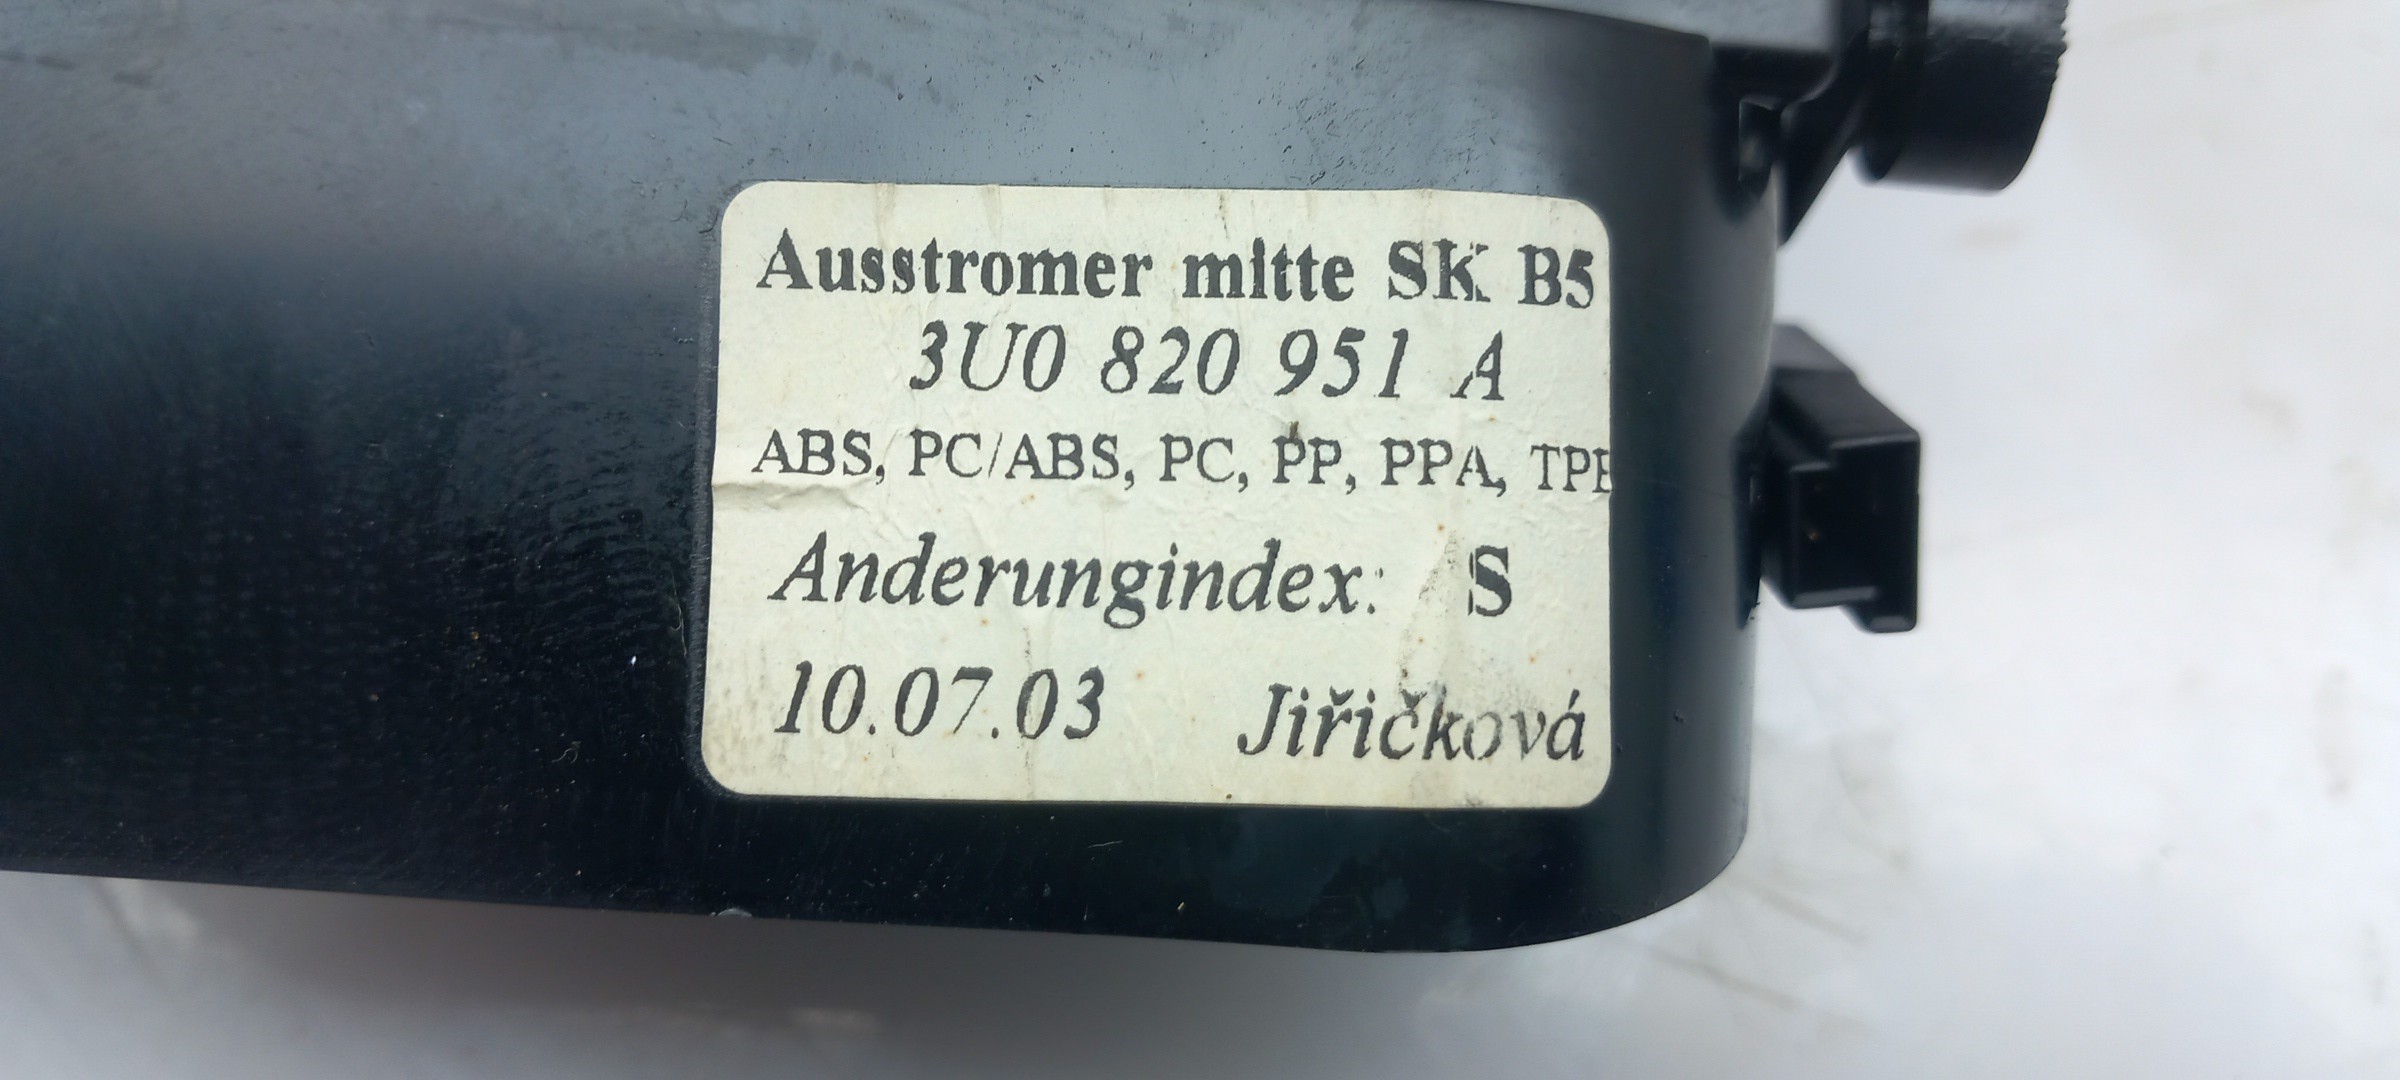 Ausstromer mitte SK B5
3U0 820 951 A
ABS, PC/ABS, PC, PP, PPA, TPE
Anderungindex: S
10.07.03 Jiřičková